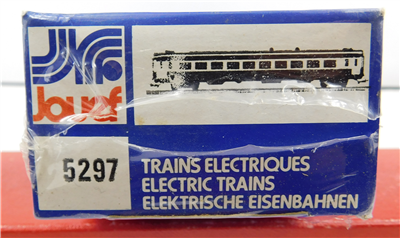 Jouef
5297
TRAINS ELECTRIQUES
ELECTRIC TRAINS
ELEKTRISCHE EISENBAHNEN